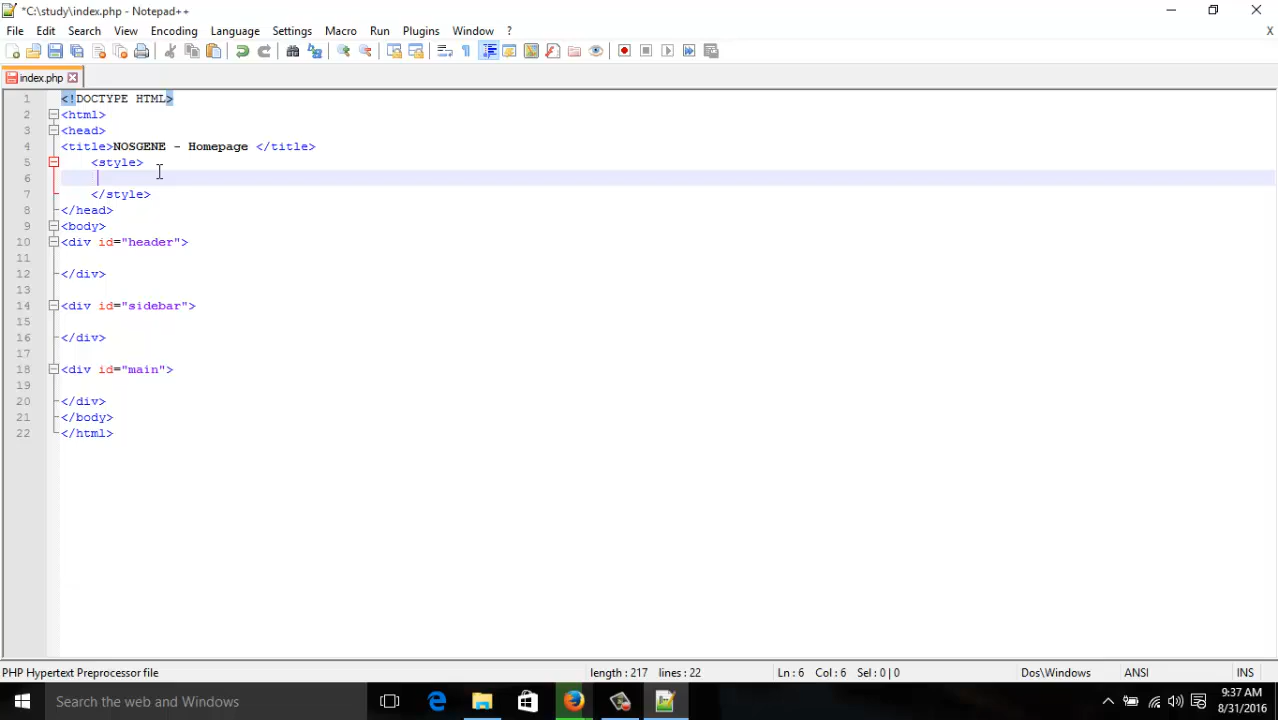 *C:\study\index.php - Notepad++
File Edit Search View Encoding Language Settings Macro Run Plugins Window ? X
index.php
1 <!DOCTYPE HTML>
2 <html>
3 <head>
4 <title>NOSGENE - Homepage </title>
5 <style>
6
7 </style>
8 </head>
9 <body>
10 <div id="header">
11
12 </div>
13
14 <div id="sidebar">
15
16 </div>
17
18 <div id="main">
19
20 </div>
21 </body>
22 </html>
PHP Hypertext Preprocessor file length : 217 lines : 22 Ln : 6 Col : 6 Sel : 0 | 0 Dos\Windows ANSI INS
Search the web and Windows
9:37 AM
8/31/2016